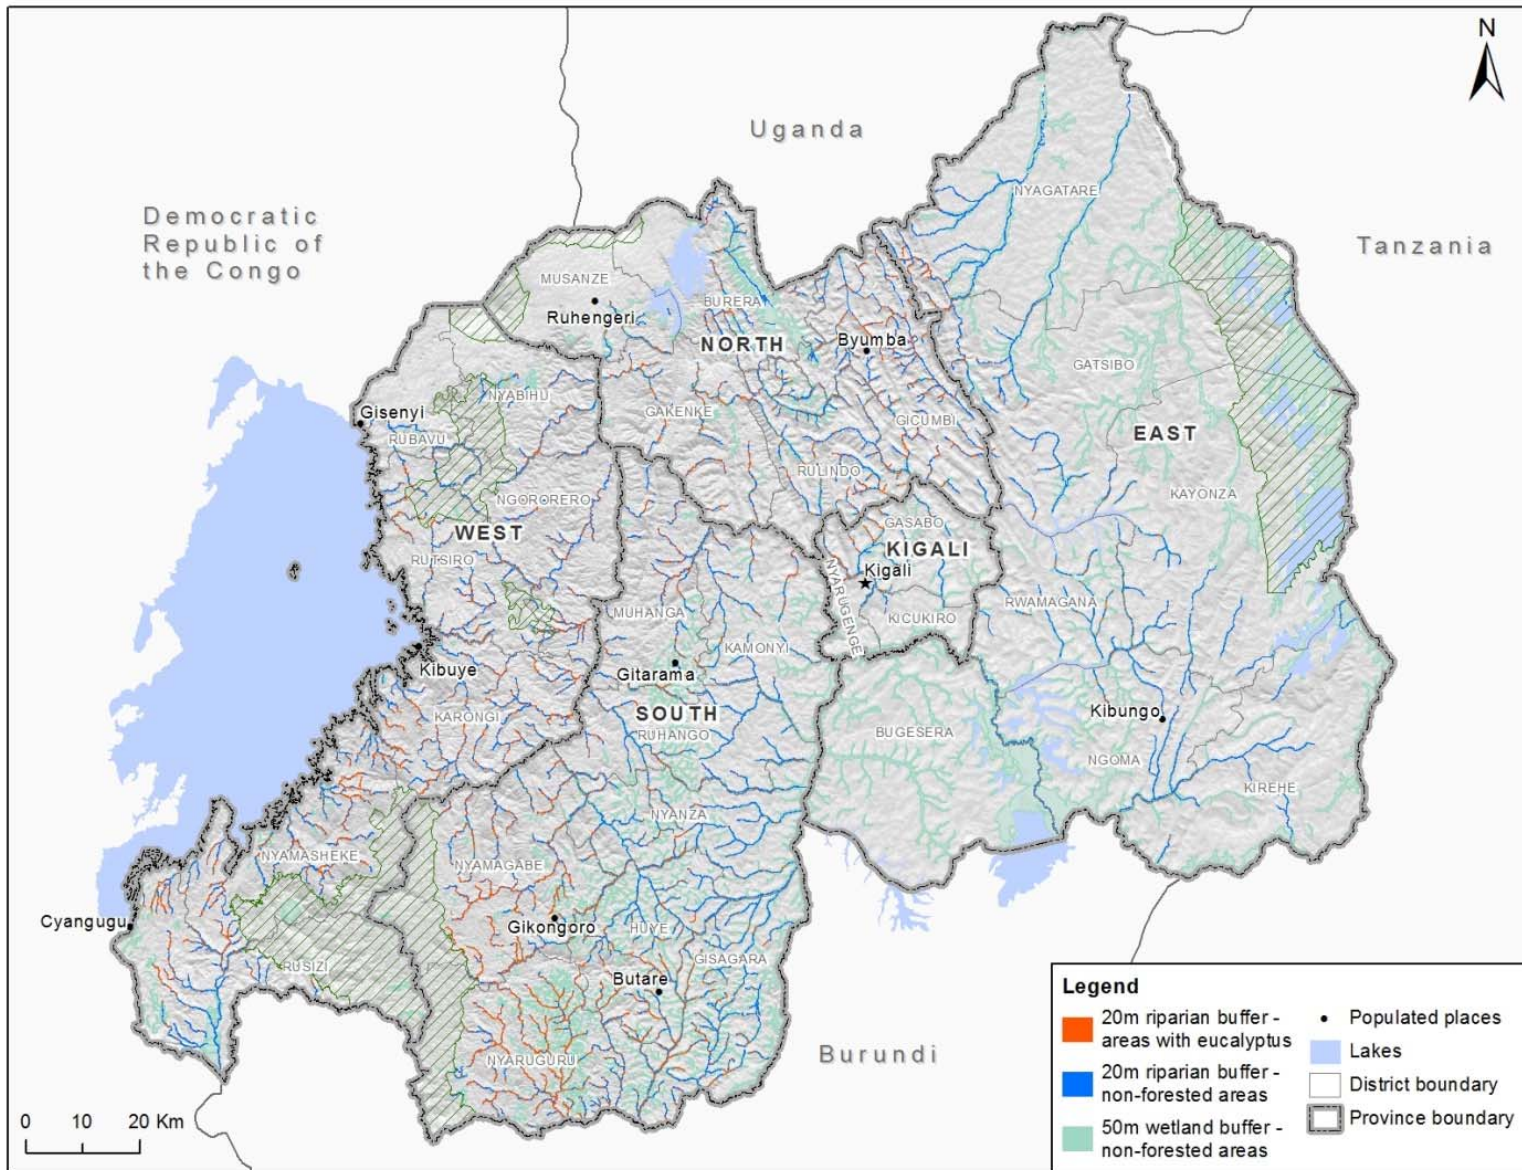 N
Uganda
Democratic
Republic of
the Congo
Tanzania
NYAGATARE
MUSANZE
Ruhengeri
BURERA
NORTH
Byumba
GATSIBO
NYABIHU
Gisenyi
RUBAVU
GAKENKE
GICUMBI
EAST
RULINDO
KAYONZA
NGORORERO
WEST
GASABO
RUTSIRO
KIGALI
Kigali
NYARUGENGE
MUHANGA
RWAMAGANA
KICUKIRO
KAMONYI
Kibuye
Gitarama
KARONGI
SOUTH
RUHANGO
Kibungo
BUGESERA
NGOMA
KIREHE
NYANZA
NYAMASHEKE
NYAMAGABE
Cyangugu
Gikongoro
HUYE
GISAGARA
RUSIZI
Butare
NYARUGURU
Burundi
0 10 20 Km
Legend
20m riparian buffer -
areas with eucalyptus
20m riparian buffer -
non-forested areas
50m wetland buffer -
non-forested areas
Populated places
Lakes
District boundary
Province boundary